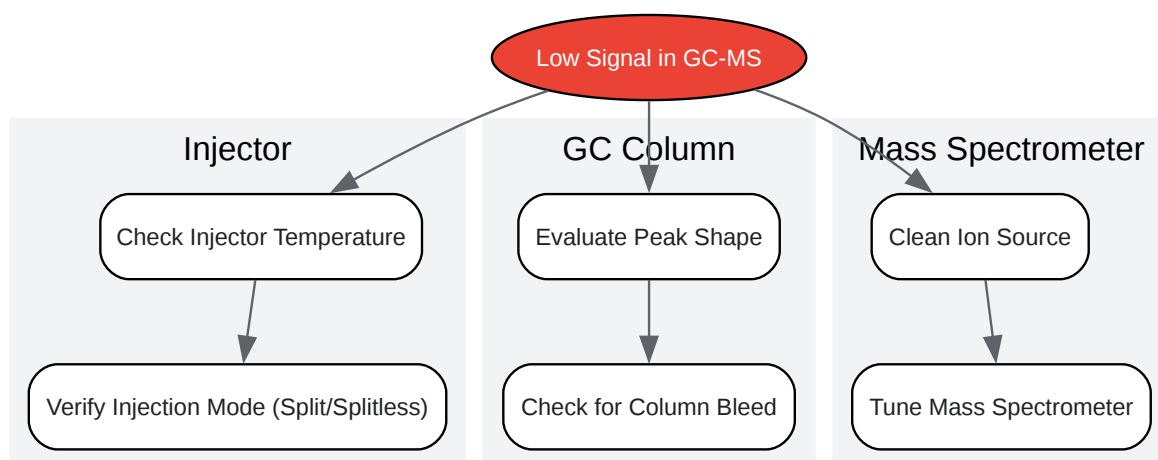 Low Signal in GC-MS
Injector
GC Column
Mass Spectrometer
Check Injector Temperature
Evaluate Peak Shape
Clean Ion Source
Verify Injection Mode (Split/Splitless)
Check for Column Bleed
Tune Mass Spectrometer